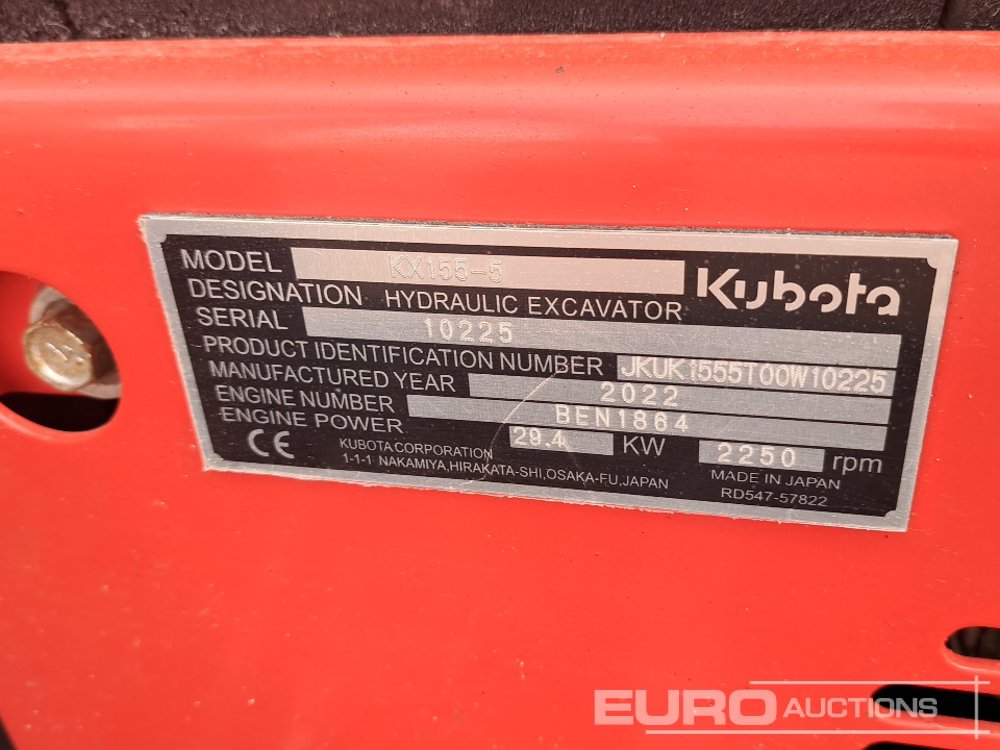 MODEL KX155-5 Kubota
DESIGNATION HYDRAULIC EXCAVATOR
SERIAL 10225
PRODUCT IDENTIFICATION NUMBER JKUK1555T00W10225
MANUFACTURED YEAR 2022
ENGINE NUMBER BEN1864
ENGINE POWER 29.4 KW 2250 rpm
CE KUBOTA CORPORATION MADE IN JAPAN
1-1-1 NAKAMIYA,HIRAKATA-SHI,OSAKA-FU,JAPAN RD547-57822
EURO AUCTIONS